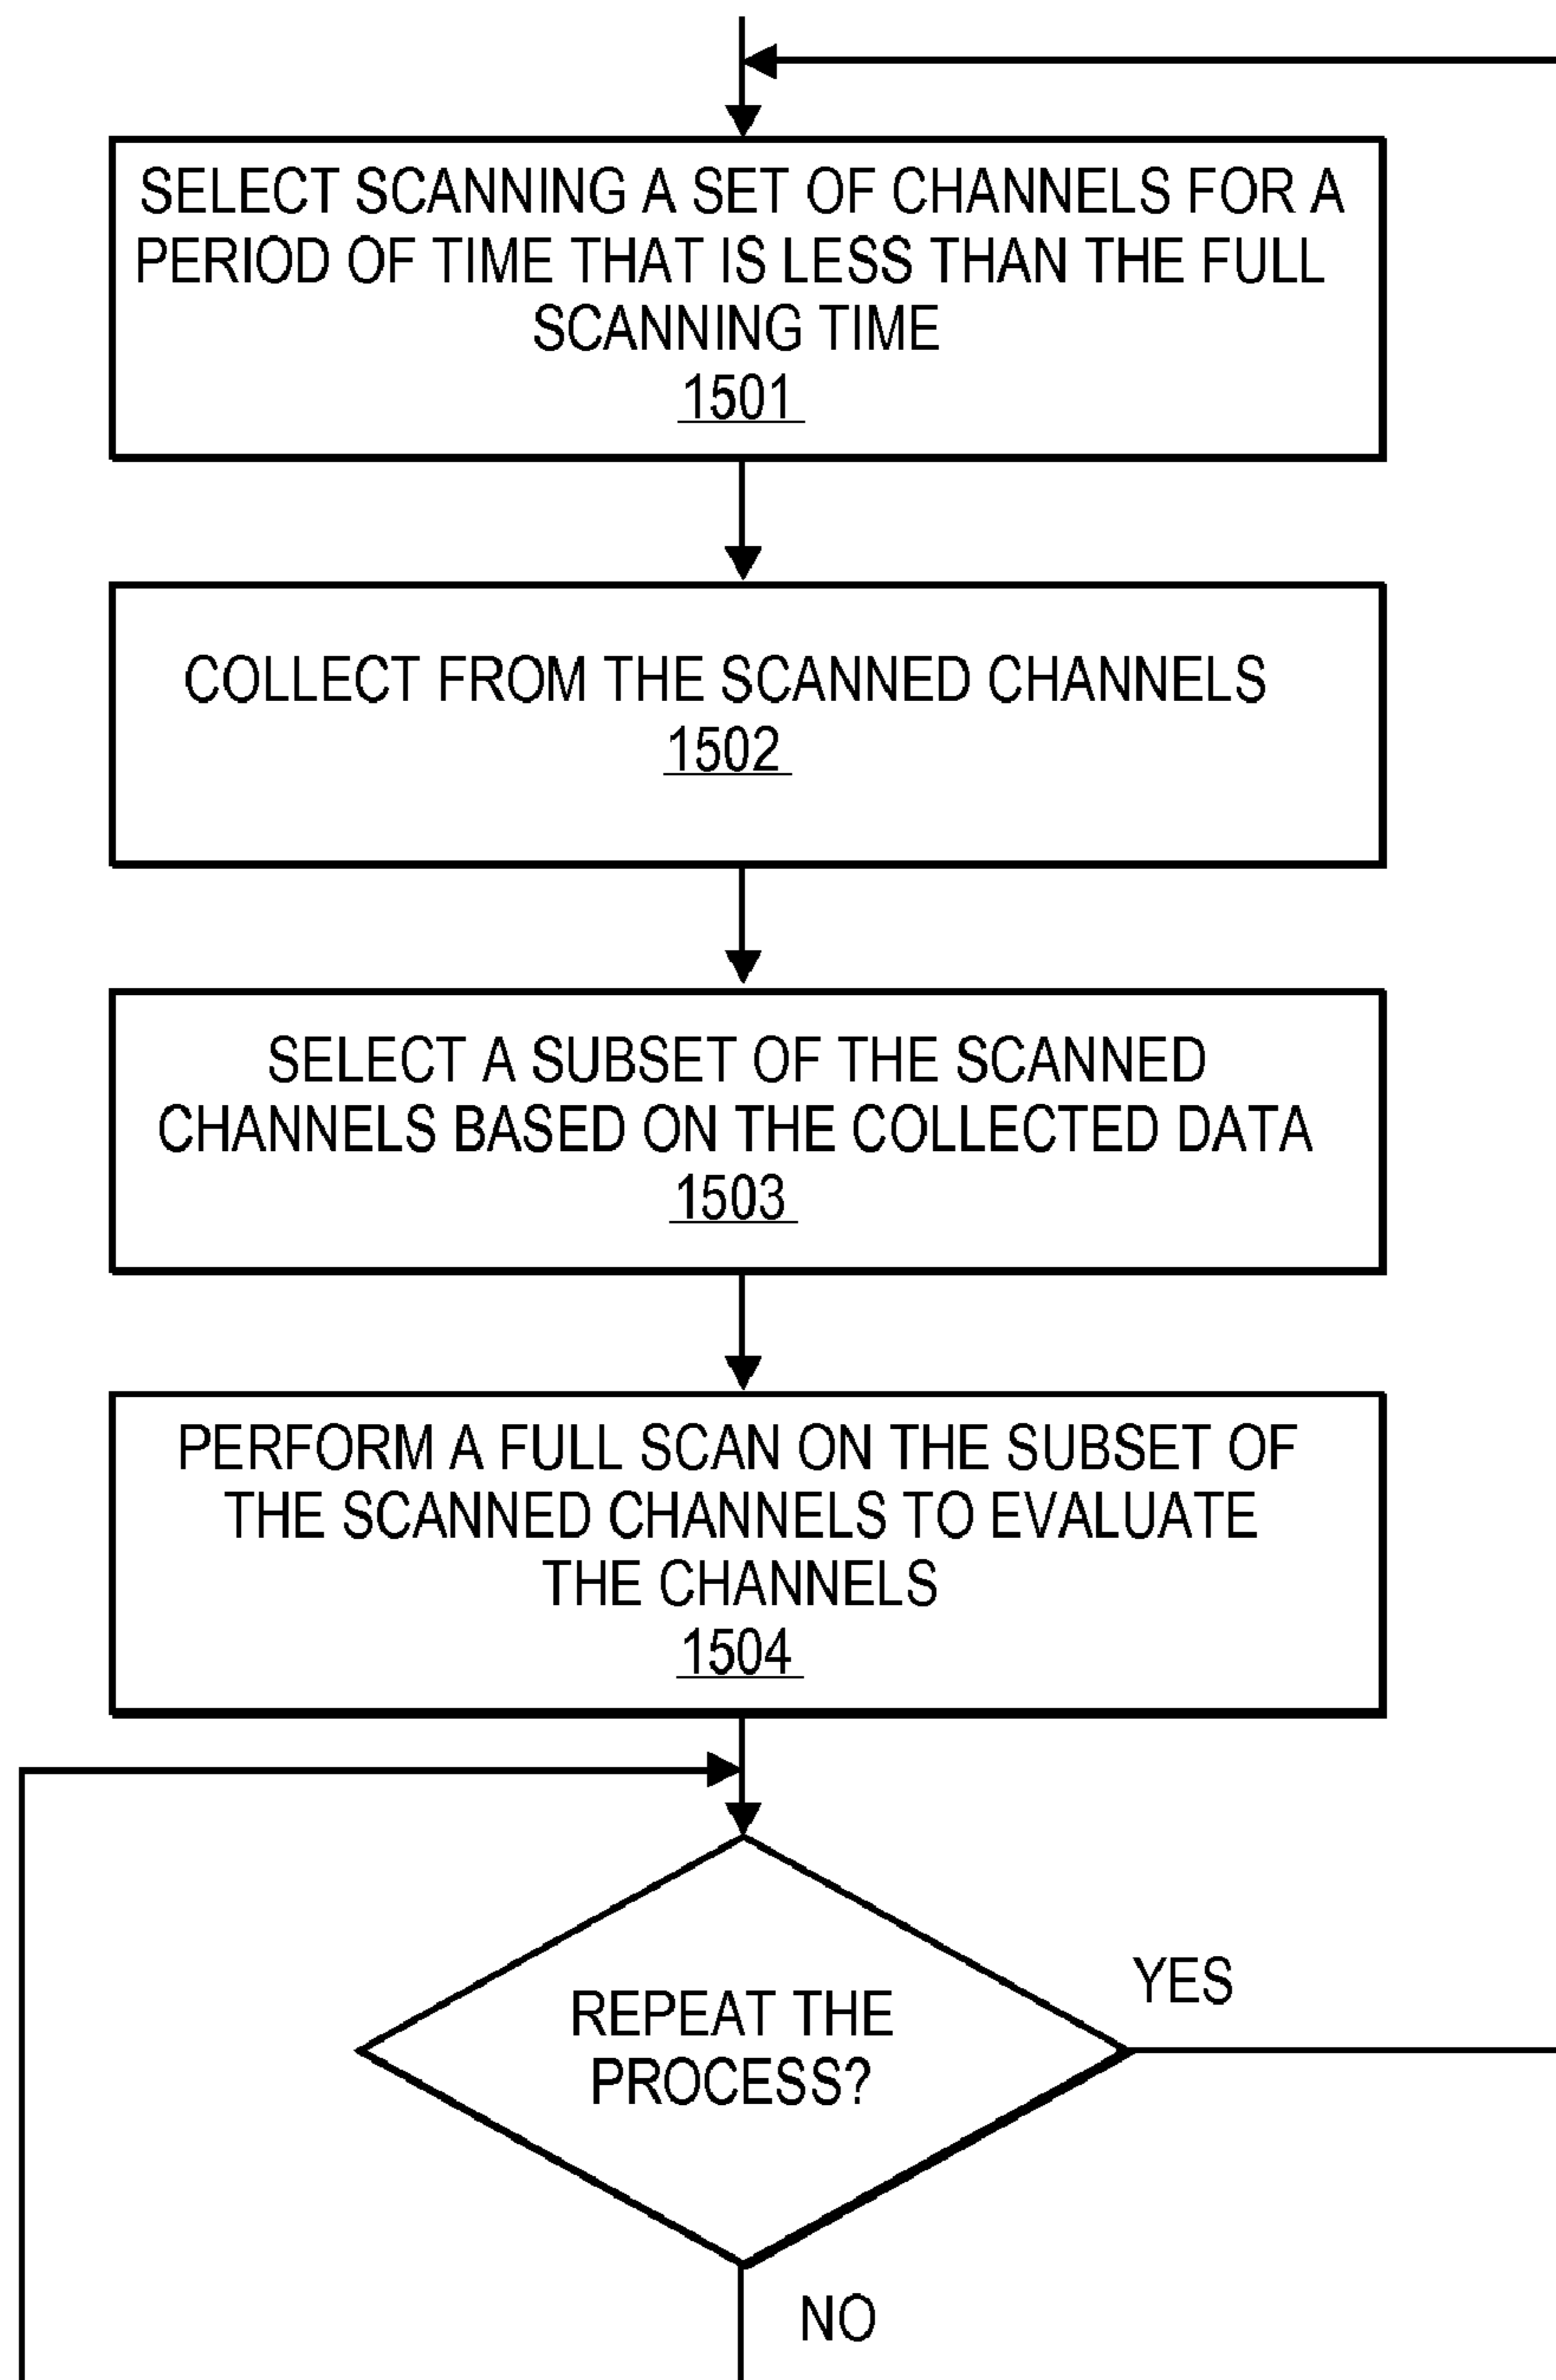 SELECT SCANNING A SET OF CHANNELS FOR A
PERIOD OF TIME THAT IS LESS THAN THE FULL
SCANNING TIME
1501
COLLECT FROM THE SCANNED CHANNELS
1502
SELECT A SUBSET OF THE SCANNED
CHANNELS BASED ON THE COLLECTED DATA
1503
PERFORM A FULL SCAN ON THE SUBSET OF
THE SCANNED CHANNELS TO EVALUATE
THE CHANNELS
1504
YES
REPEAT THE
PROCESS?
NO